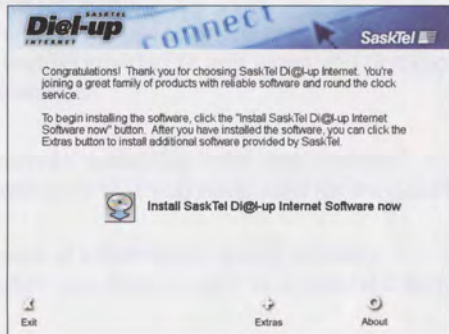 SASKTEL
Di@l-up
INTERNET
connect
SaskTel
Congratulations! Thank you for choosing SaskTel Di@l-up Internet. You're
joining a great family of products with reliable software and round the clock
service.
To begin installing the software, click the "Install SaskTel Di@l-up Internet
Software now" button. After you have installed the software, you can click the
Extras button to install additional software provided by SaskTel.
Install SaskTel Di@l-up Internet Software now
Exit
Extras
About